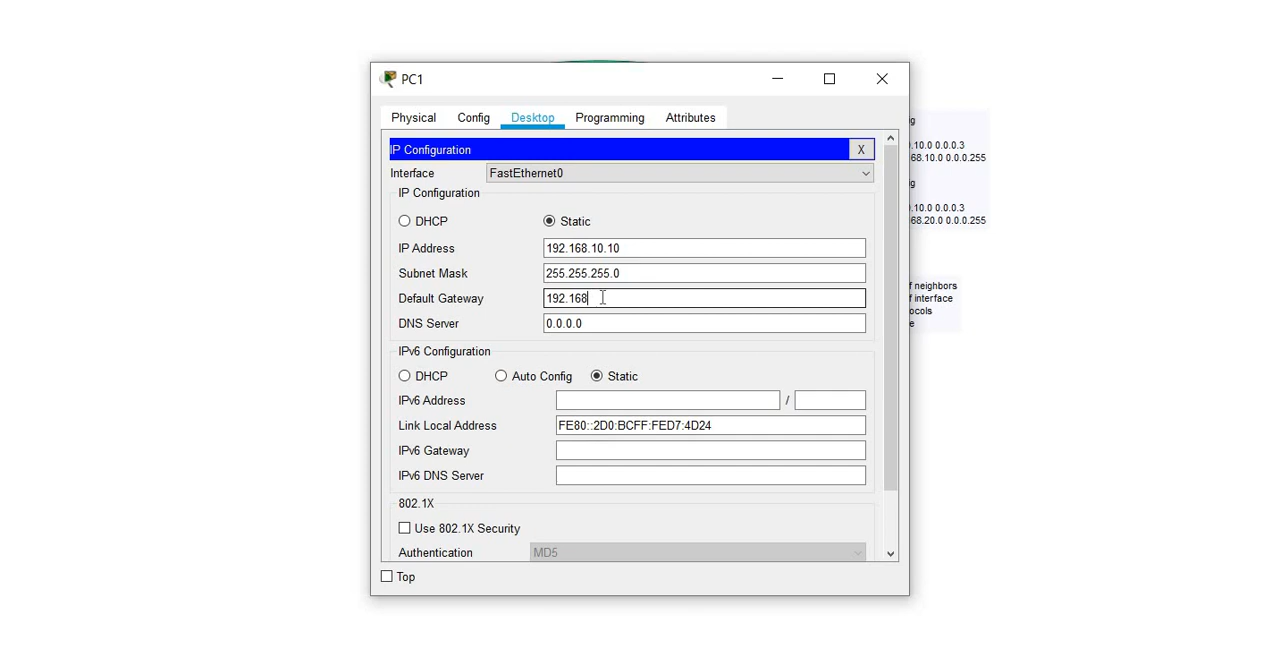 PC1
Physical Config Desktop Programming Attributes
IP Configuration X
Interface FastEthernet0
IP Configuration
DHCP Static
IP Address 192.168.10.10
Subnet Mask 255.255.255.0
Default Gateway 192.168
DNS Server 0.0.0.0
IPv6 Configuration
DHCP Auto Config Static
IPv6 Address /
Link Local Address FE80::2D0:BCFF:FED7:4D24
IPv6 Gateway
IPv6 DNS Server
802.1X
Use 802.1X Security
Authentication MD5
Top
.10.0 0.0.0.3
68.10.0 0.0.0.255
.10.0 0.0.0.3
68.20.0 0.0.0.255
neighbors
interface